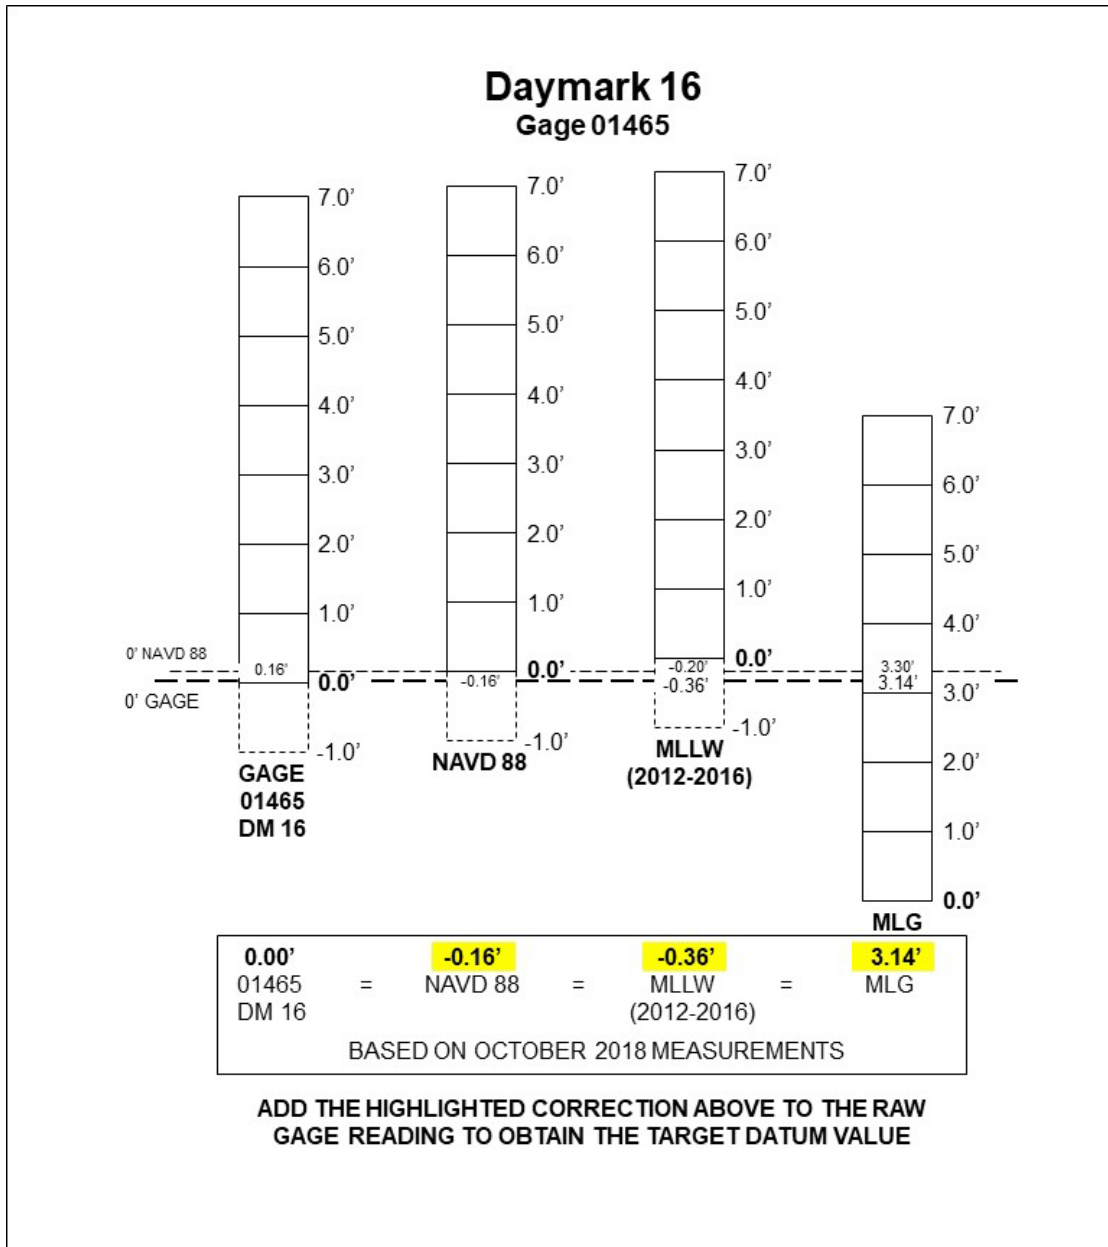 Daymark 16
Gage 01465
7.0’
6.0’
5.0’
4.0’
3.0’
2.0’
1.0’
0.0’
-1.0’
0.16’
0’ NAVD 88
0’ GAGE
GAGE
01465
DM 16
7.0’
6.0’
5.0’
4.0’
3.0’
2.0’
1.0’
0.0’
-0.16’
-1.0’
NAVD 88
7.0’
6.0’
5.0’
4.0’
3.0’
2.0’
1.0’
0.0’
-0.20’
-0.36’
-1.0’
MLLW
(2012-2016)
7.0’
6.0’
5.0’
4.0’
3.30’
3.14’
3.0’
2.0’
1.0’
0.0’
MLG
0.00’ -0.16’ -0.36’ 3.14’
01465 = NAVD 88 = MLLW = MLG
DM 16 (2012-2016)
BASED ON OCTOBER 2018 MEASUREMENTS
ADD THE HIGHLIGHTED CORRECTION ABOVE TO THE RAW
GAGE READING TO OBTAIN THE TARGET DATUM VALUE